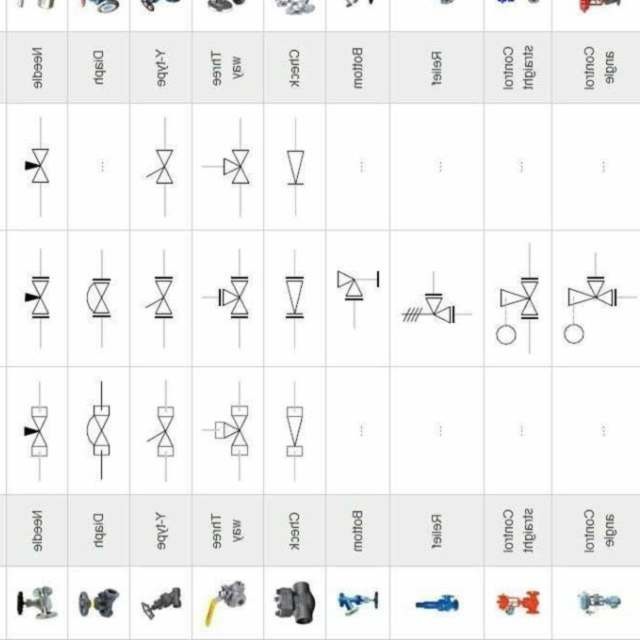 Needle
Diaph
Y-type
Three
way
Check
Bottom
Relief
Control
straight
Control
angle
...
...
...
...
...
...
...
...
...
Needle
Diaph
Y-type
Three
way
Check
Bottom
Relief
Control
straight
Control
angle